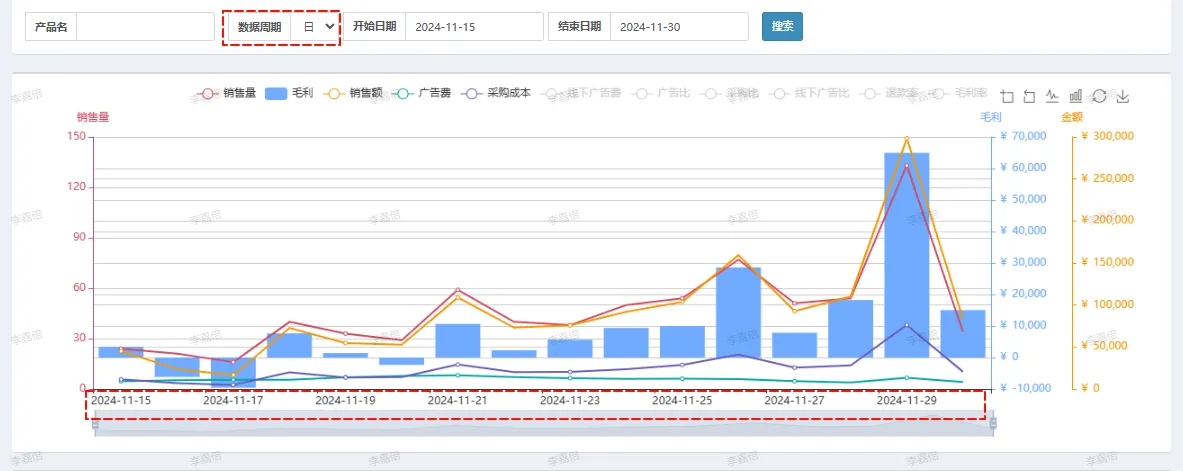 产品名 数据周期 日 开始日期 2024-11-15 结束日期 2024-11-30 搜索
销售量 毛利 销售额 广告费 采购成本 线下广告费 广告比 采购比 线下广告比 退款率 毛利率
销售量 毛利 金额
150 ¥ 70,000 ¥ 300,000
¥ 60,000
120 ¥ 250,000
¥ 50,000
¥ 200,000
90 ¥ 40,000
¥ 30,000 ¥ 150,000
60 ¥ 20,000
¥ 100,000
30 ¥ 10,000
¥ 50,000
¥ 0
0 ¥ -10,000 ¥ 0
2024-11-15 2024-11-17 2024-11-19 2024-11-21 2024-11-23 2024-11-25 2024-11-27 2024-11-29